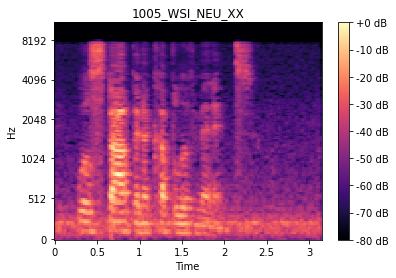 1005_WSI_NEU_XX
Hz
8192
4096
2048
1024
512
0
0
0.5
1
1.5
2
2.5
3
Time
+0 dB
-10 dB
-20 dB
-30 dB
-40 dB
-50 dB
-60 dB
-70 dB
-80 dB